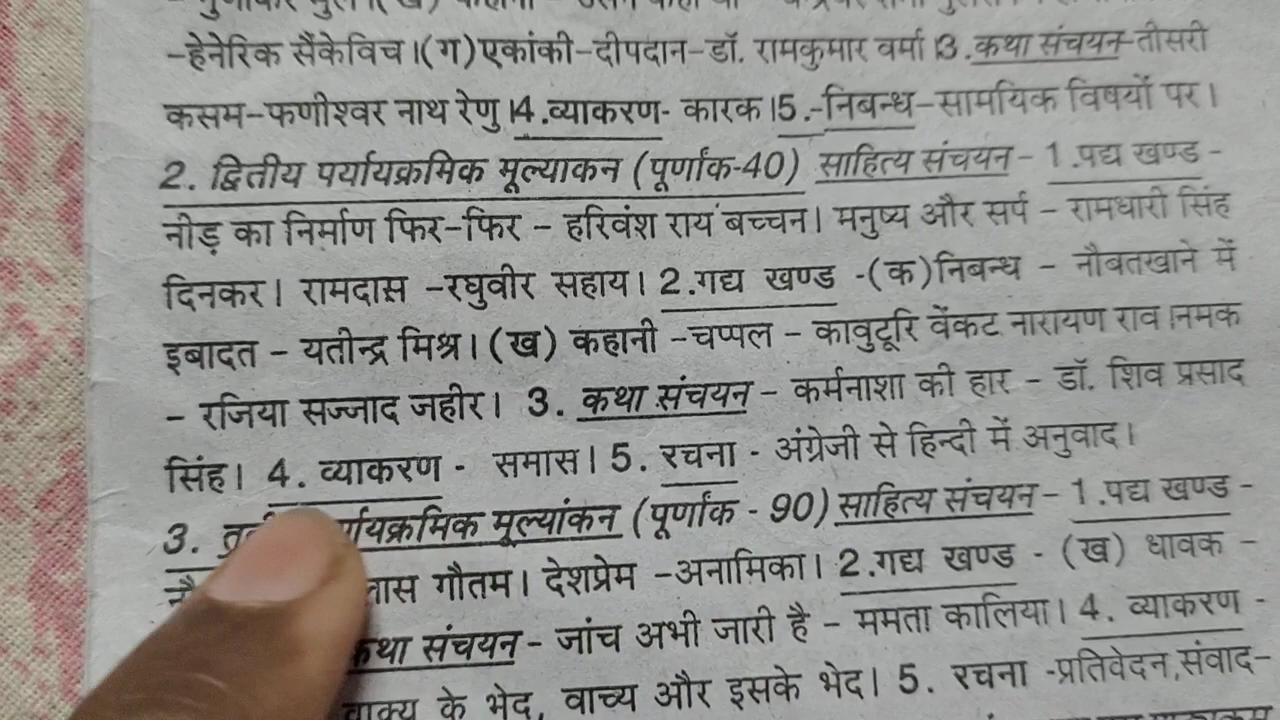 -हेनेरिक सैंकेविच।(ग)एकांकी-दीपदान-डॉ. रामकुमार वर्मा।3.कथा संचयन-तीसरी
कसम-फणीश्वर नाथ रेणु।4.व्याकरण- कारक।5.-निबन्ध-सामयिक विषयों पर।
2. द्वितीय पर्यायक्रमिक मूल्याकन (पूर्णांक-40) साहित्य संचयन- 1.पद्य खण्ड -
नीड़ का निर्माण फिर-फिर - हरिवंश राय बच्चन। मनुष्य और सर्प - रामधारी सिंह
दिनकर। रामदास -रघुवीर सहाय। 2.गद्य खण्ड -(क)निबन्ध - नौबतखाने में
इबादत - यतीन्द्र मिश्र। (ख) कहानी -चप्पल - कावुटूरि वेंकट नारायण राव।नमक
- रजिया सज्जाद जहीर। 3. कथा संचयन - कर्मनाशा की हार - डॉ. शिव प्रसाद
सिंह। 4. व्याकरण - समास। 5. रचना - अंग्रेजी से हिन्दी में अनुवाद।
3. मूल्यांकन (पूर्णांक - 90) साहित्य संचयन- 1.पद्य खण्ड -
गौतम। देशप्रेम -अनामिका। 2.गद्य खण्ड - (ख) धावक -
कथा संचयन - जांच अभी जारी है - ममता कालिया। 4. व्याकरण -
वाक्य के भेद, वाच्य और इसके भेद। 5. रचना -प्रतिवेदन,संवाद-